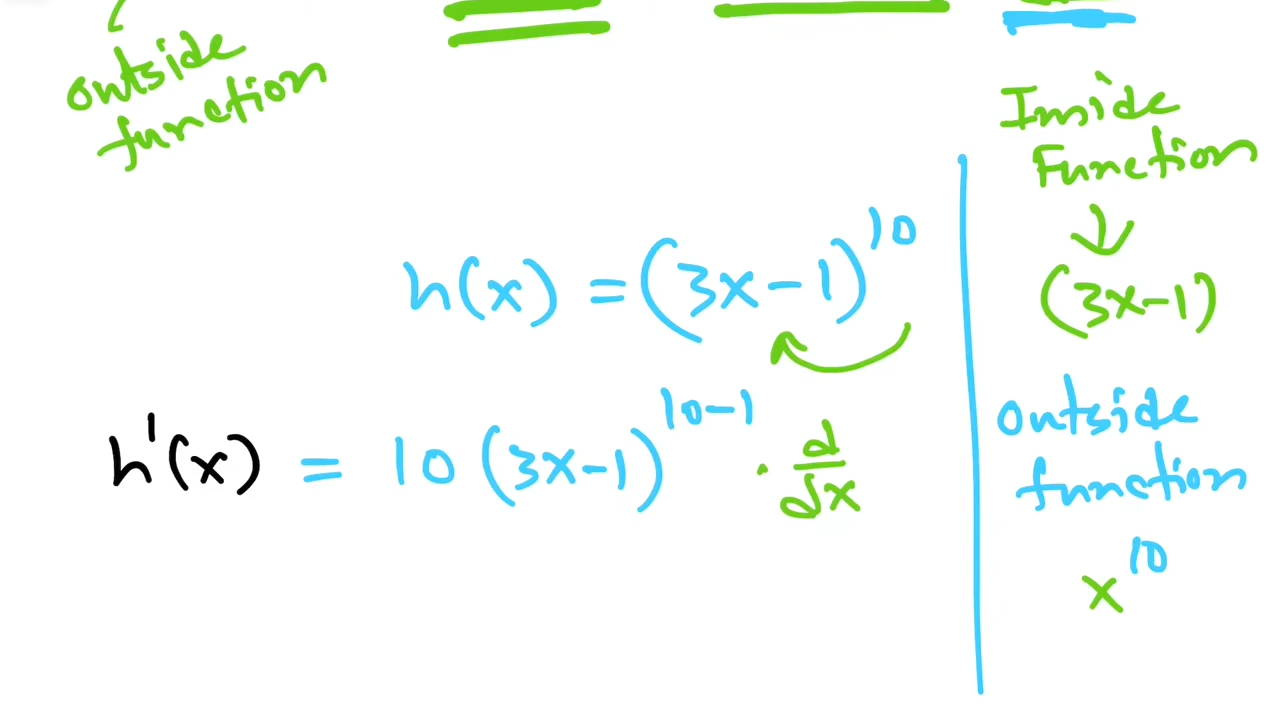 outside
function
Inside
Function
h(x) = (3x-1)^10
(3x-1)
h'(x) = 10 (3x-1)^10-1 · d/dx
outside
function
x^10